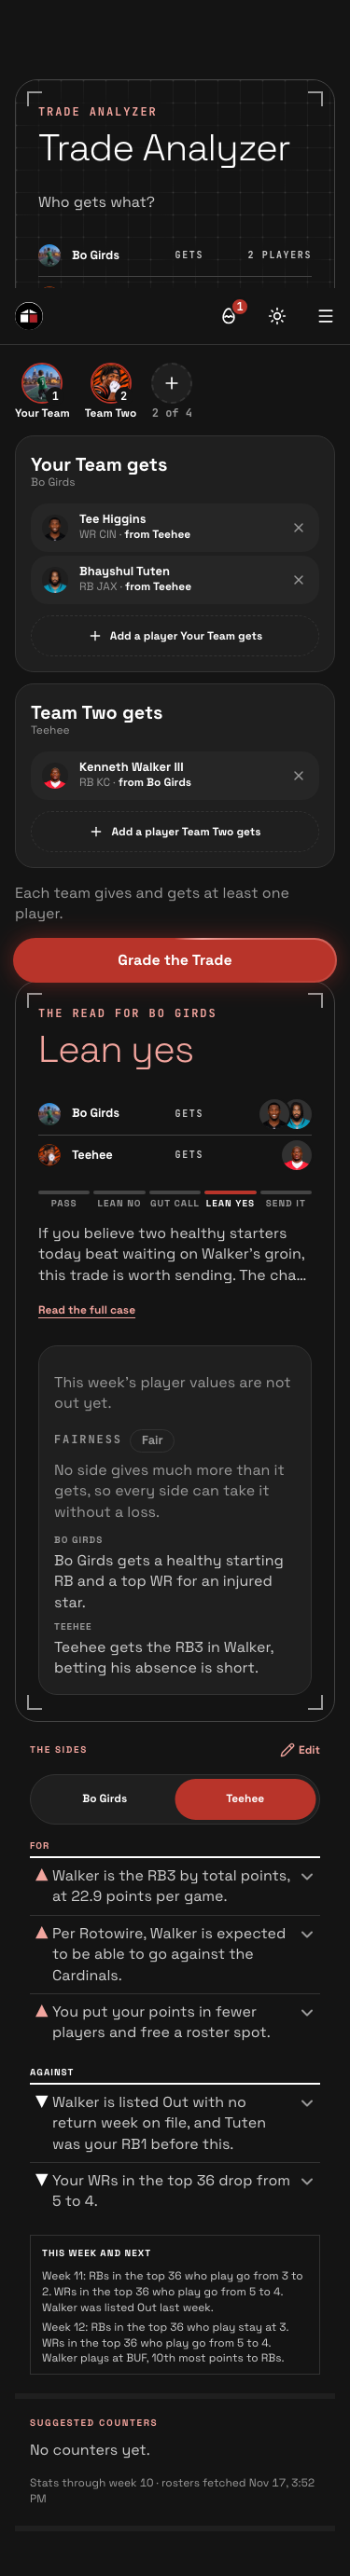 TRADE ANALYZER
Trade Analyzer
Who gets what?
Bo Girds GETS 2 PLAYERS
1
1
2
Your Team Team Two 2 of 4
Your Team gets
Bo Girds
Tee Higgins
WR CIN · from Teehee
Bhayshul Tuten
RB JAX · from Teehee
Add a player Your Team gets
Team Two gets
Teehee
Kenneth Walker III
RB KC · from Bo Girds
Add a player Team Two gets
Each team gives and gets at least one
player.
Grade the Trade
THE READ FOR BO GIRDS
Lean yes
Bo Girds GETS
Teehee GETS
PASS LEAN NO GUT CALL LEAN YES SEND IT
If you believe two healthy starters
today beat waiting on Walker's groin,
this trade is worth sending. The cha...
Read the full case
This week's player values are not
out yet.
FAIRNESS Fair
No side gives much more than it
gets, so every side can take it
without a loss.
BO GIRDS
Bo Girds gets a healthy starting
RB and a top WR for an injured
star.
TEEHEE
Teehee gets the RB3 in Walker,
betting his absence is short.
THE SIDES Edit
Bo Girds Teehee
FOR
Walker is the RB3 by total points,
at 22.9 points per game.
Per Rotowire, Walker is expected
to be able to go against the
Cardinals.
You put your points in fewer
players and free a roster spot.
AGAINST
Walker is listed Out with no
return week on file, and Tuten
was your RB1 before this.
Your WRs in the top 36 drop from
5 to 4.
THIS WEEK AND NEXT
Week 11: RBs in the top 36 who play go from 3 to
2. WRs in the top 36 who play go from 5 to 4.
Walker was listed Out last week.
Week 12: RBs in the top 36 who play stay at 3.
WRs in the top 36 who play go from 5 to 4.
Walker plays at BUF, 10th most points to RBs.
SUGGESTED COUNTERS
No counters yet.
Stats through week 10 · rosters fetched Nov 17, 3:52
PM